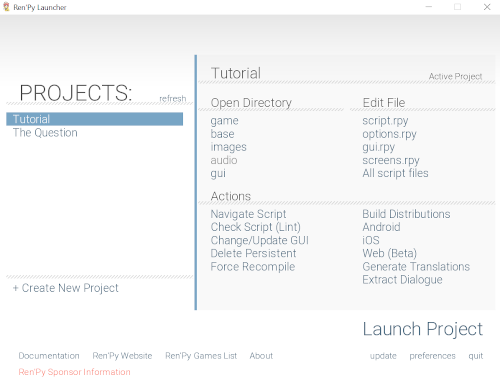 Ren'Py Launcher
PROJECTS:
refresh
Tutorial
The Question
+ Create New Project
Tutorial
Active Project
Open Directory
game
base
images
audio
gui
Edit File
script.rpy
options.rpy
gui.rpy
screens.rpy
All script files
Actions
Navigate Script
Check Script (Lint)
Change/Update GUI
Delete Persistent
Force Recompile
Build Distributions
Android
iOS
Web (Beta)
Generate Translations
Extract Dialogue
Launch Project
Documentation Ren'Py Website Ren'Py Games List About
update preferences quit
Ren'Py Sponsor Information